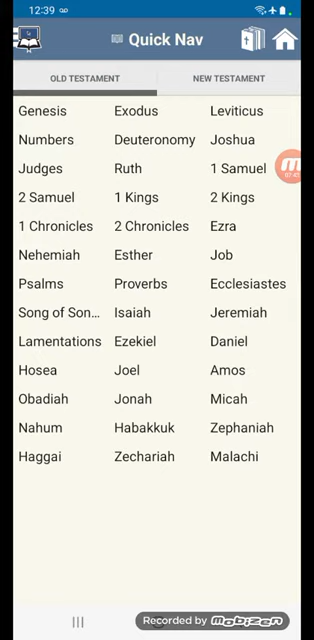 12:39
Quick Nav
OLD TESTAMENT NEW TESTAMENT
Genesis Exodus Leviticus
Numbers Deuteronomy Joshua
Judges Ruth 1 Samuel
2 Samuel 1 Kings 2 Kings
1 Chronicles 2 Chronicles Ezra
Nehemiah Esther Job
Psalms Proverbs Ecclesiastes
Song of Son... Isaiah Jeremiah
Lamentations Ezekiel Daniel
Hosea Joel Amos
Obadiah Jonah Micah
Nahum Habakkuk Zephaniah
Haggai Zechariah Malachi
Recorded by mobizen